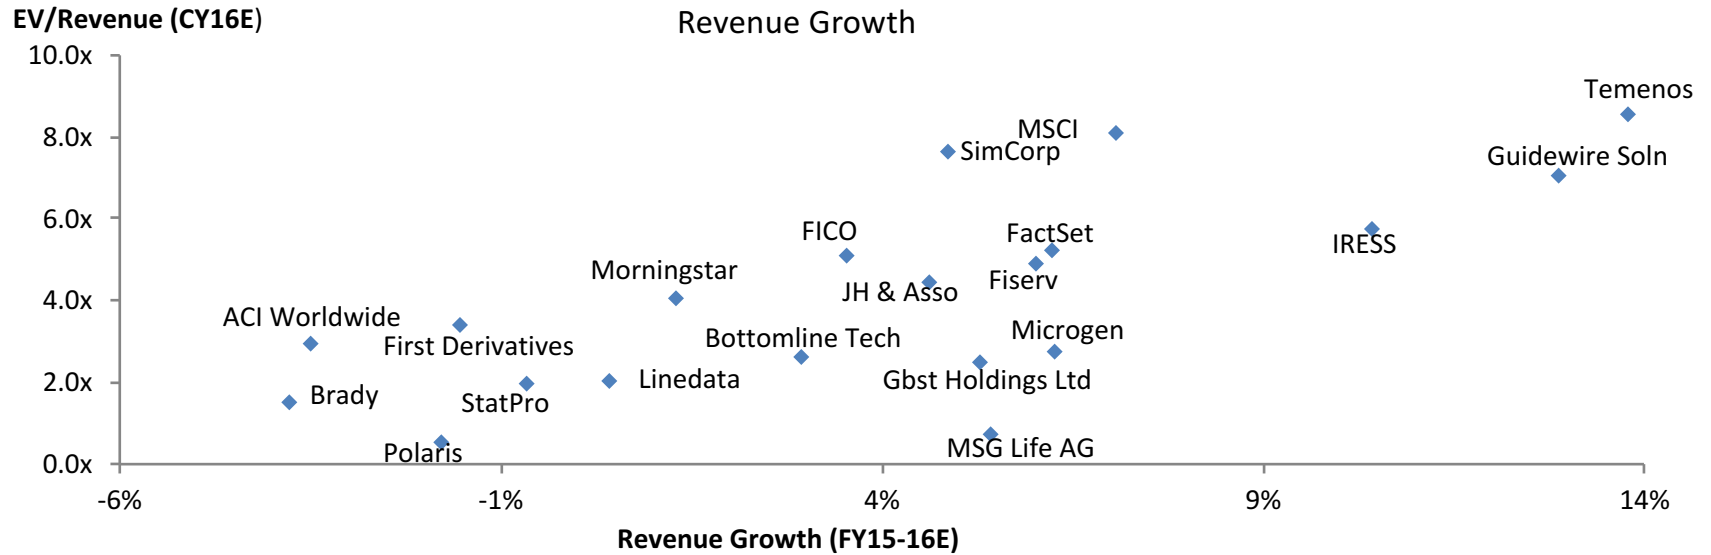 EV/Revenue (CY16E)
Revenue Growth
10.0x
Temenos
8.0x
MSCI
SimCorp
Guidewire Soln
6.0x
FICO
FactSet
IRESS
Morningstar
Fiserv
JH & Asso
4.0x
ACI Worldwide
First Derivatives
Bottomline Tech
Microgen
2.0x
Linedata
Gbst Holdings Ltd
Brady
StatPro
Polaris
MSG Life AG
0.0x
-6%
-1%
4%
9%
14%
Revenue Growth (FY15-16E)